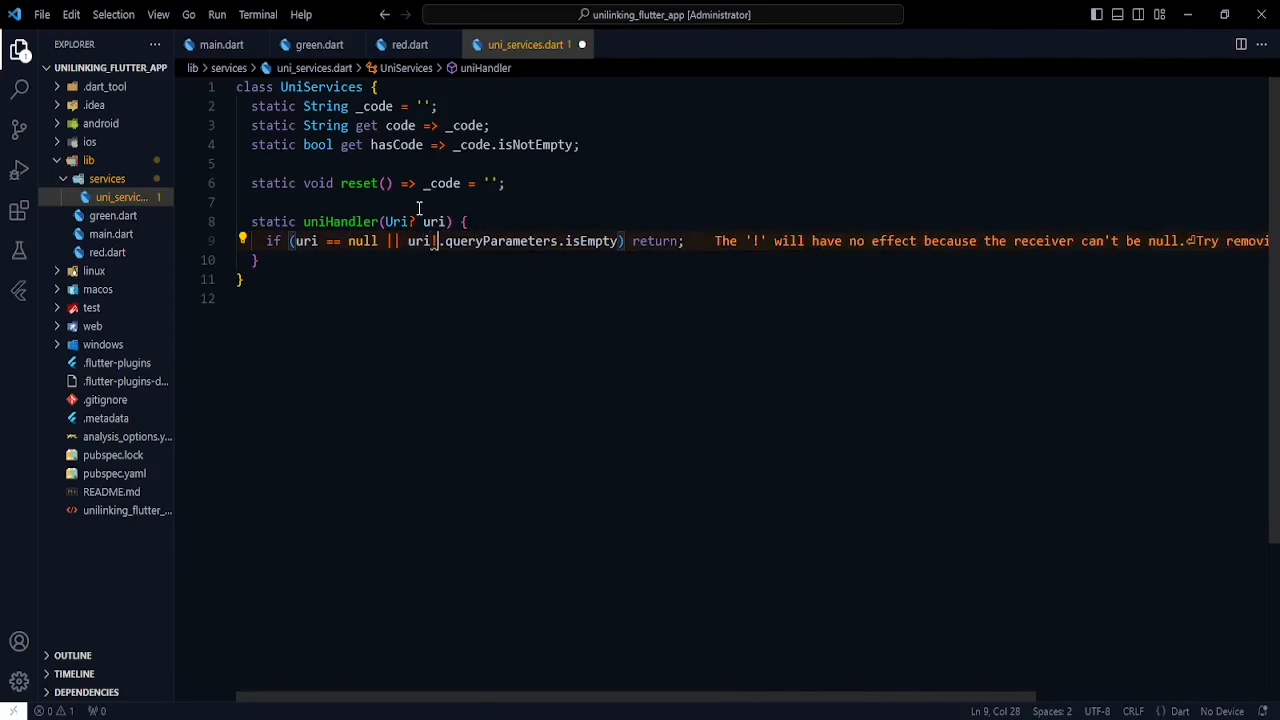 File Edit Selection View Go Run Terminal Help
unilinking_flutter_app [Administrator]
EXPLORER
main.dart
green.dart
red.dart
uni_services.dart 1
UNILINKING_FLUTTER_APP
lib > services > uni_services.dart > UniServices > uniHandler
.dart_tool
.idea
android
ios
lib
services
uni_servic... 1
green.dart
main.dart
red.dart
linux
macos
test
web
windows
.flutter-plugins
.flutter-plugins-d...
.gitignore
.metadata
analysis_options.y...
pubspec.lock
pubspec.yaml
README.md
unilinking_flutter_...
OUTLINE
TIMELINE
DEPENDENCIES
1 class UniServices {
2 static String _code = '';
3 static String get code => _code;
4 static bool get hasCode => _code.isNotEmpty;
5
6 static void reset() => _code = '';
7
8 static uniHandler(Uri? uri) {
9 if (uri == null || uri!.queryParameters.isEmpty) return; The '!' will have no effect because the receiver can't be null.⏎Try removi
10 }
11 }
12
1
0 1 0
Ln 9, Col 28 Spaces: 2 UTF-8 CRLF {} Dart No Device